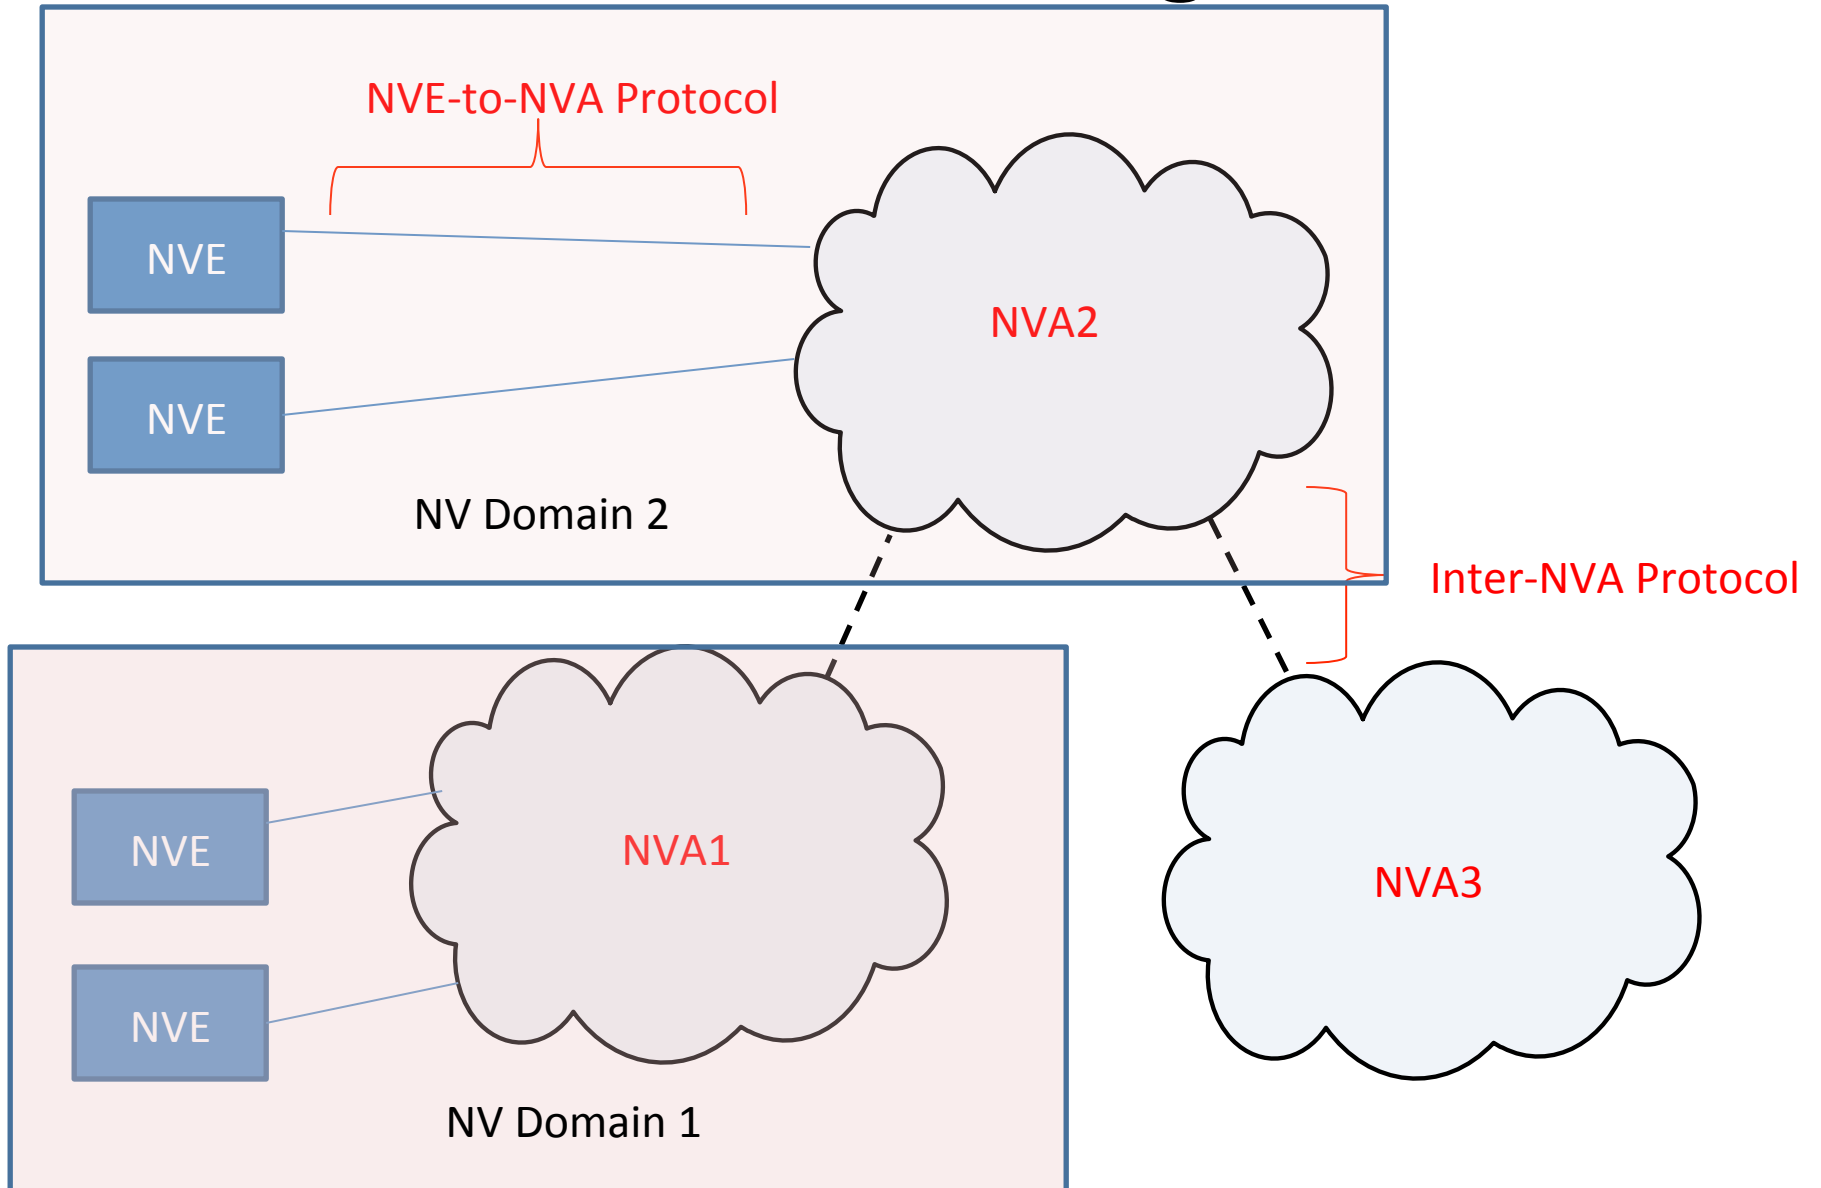 NVE-to-NVA Protocol
NVE
NVA2
NVE
NV Domain 2
Inter-NVA Protocol
NVE
NVA1
NVA3
NVE
NV Domain 1